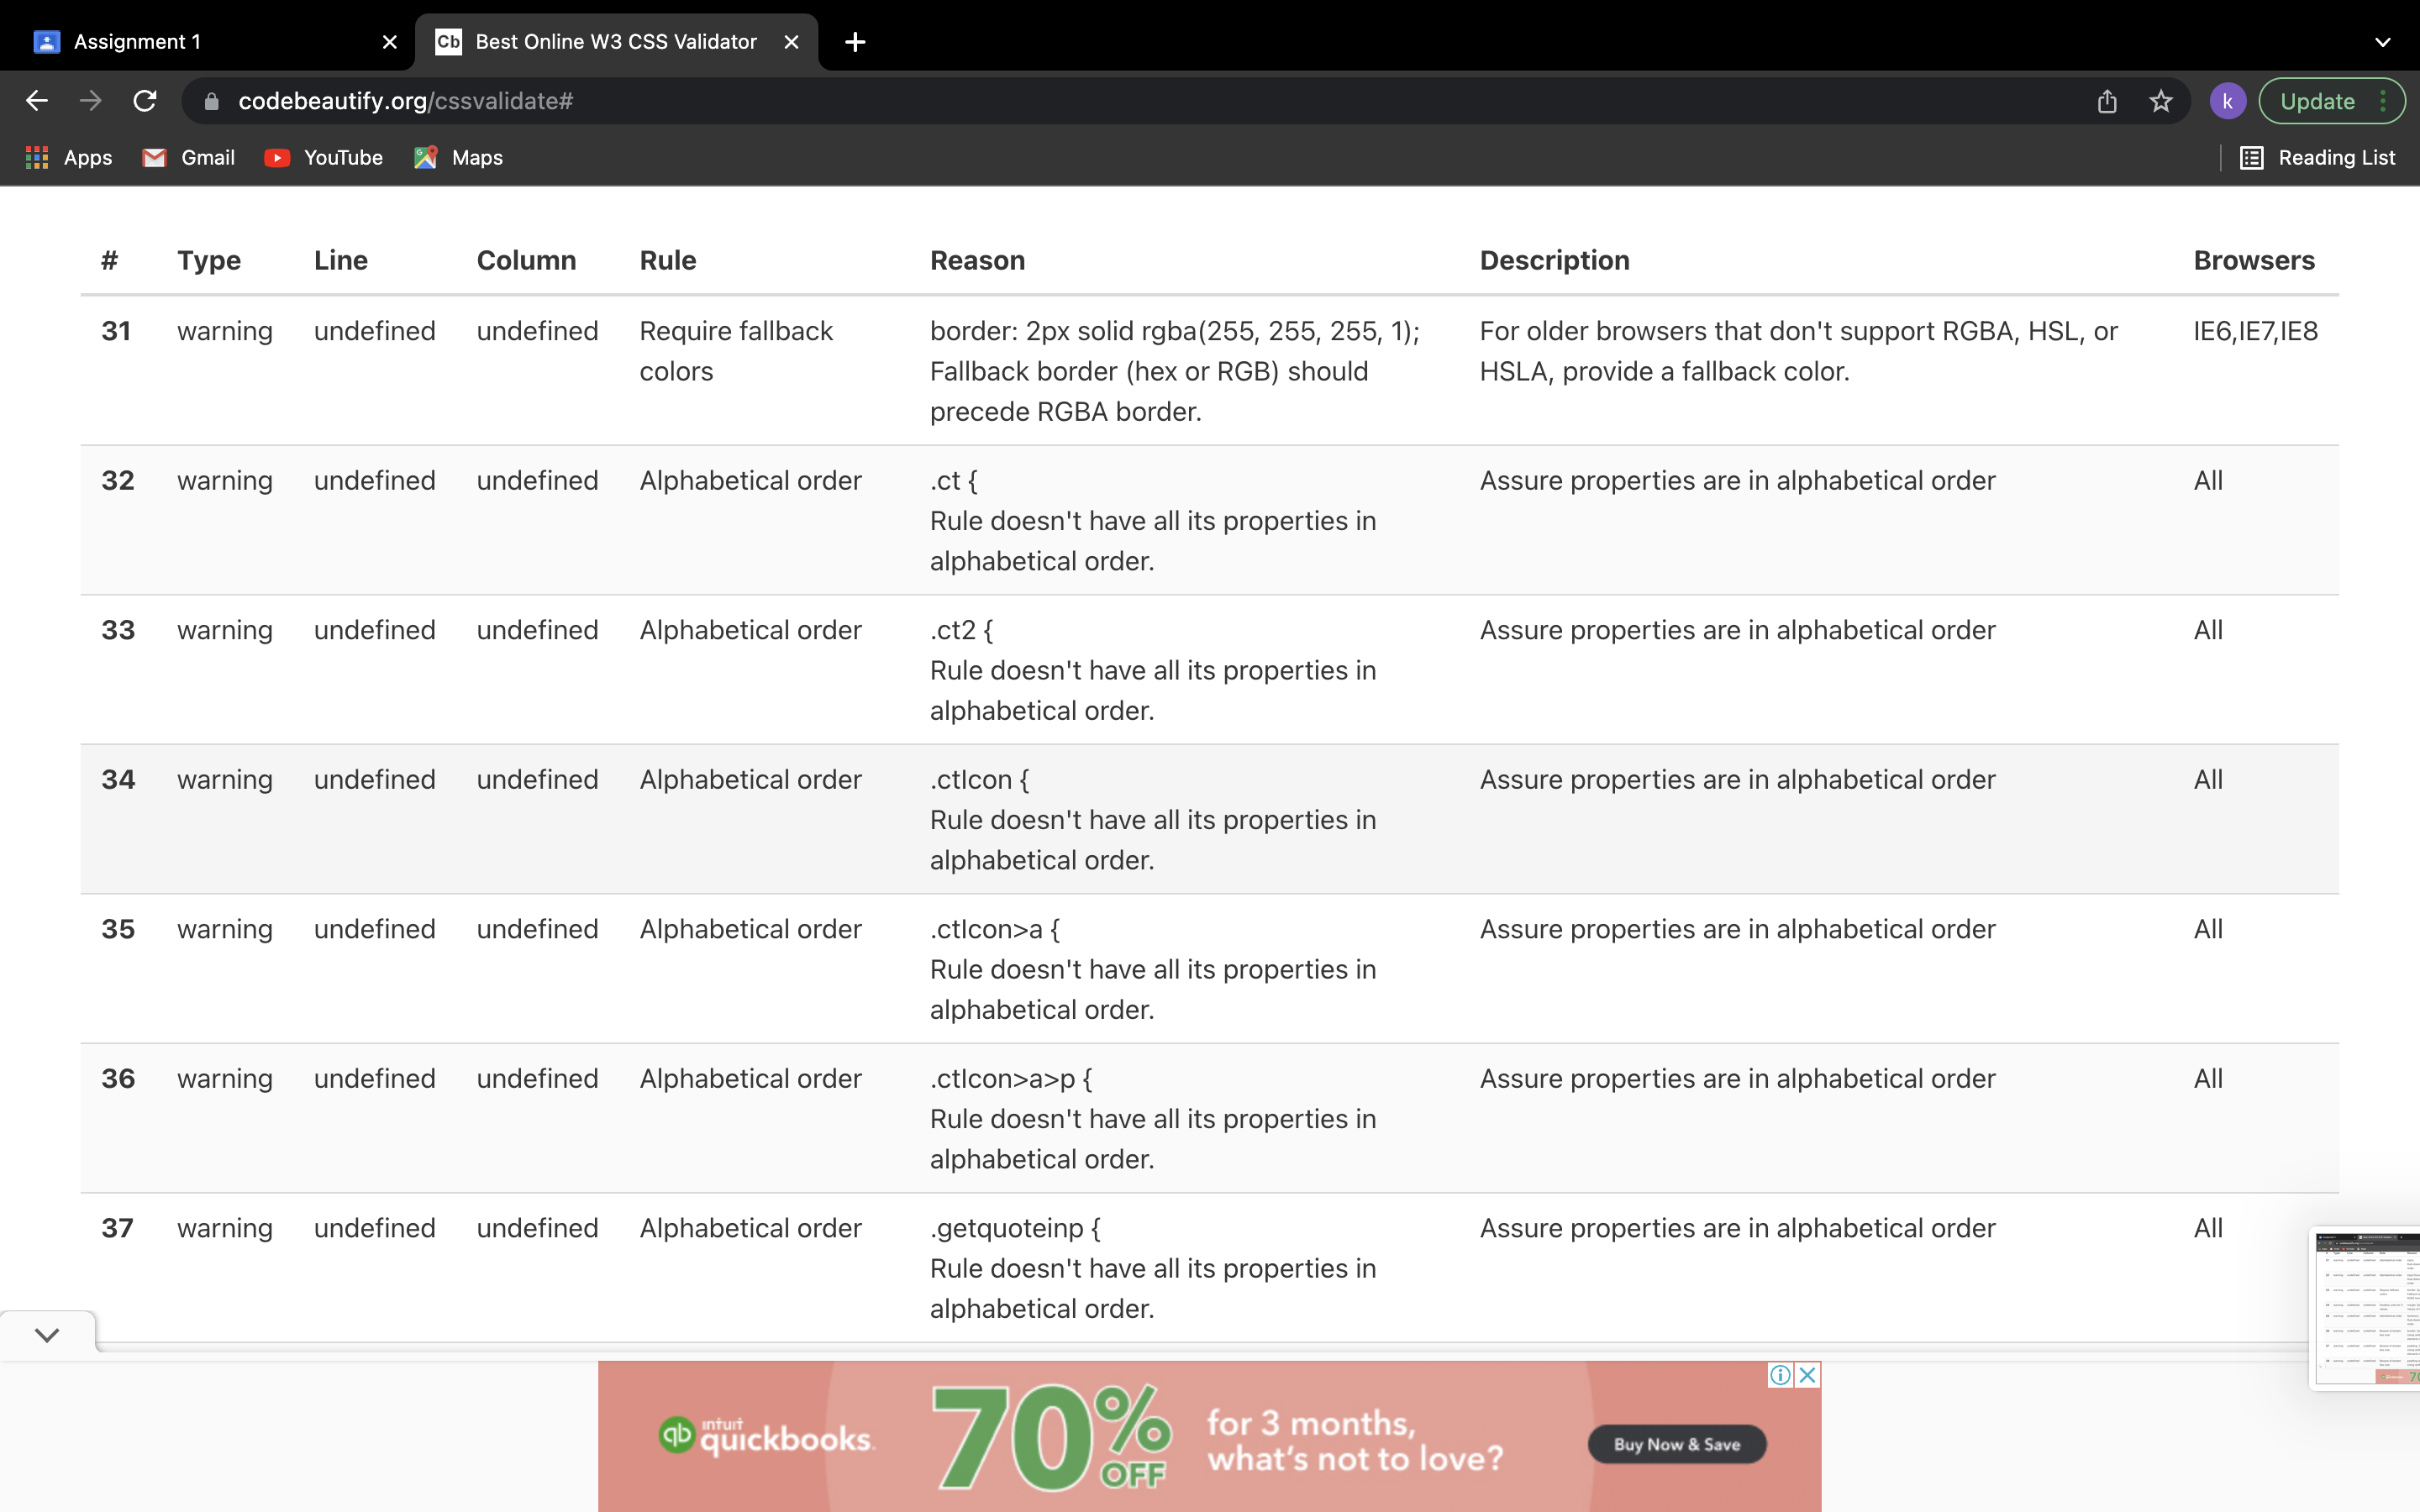 Assignment 1
Cb Best Online W3 CSS Validator
codebeautify.org/cssvalidate#
k Update
Apps Gmail YouTube Maps Reading List
# Type Line Column Rule Reason Description Browsers
31 warning undefined undefined Require fallback border: 2px solid rgba(255, 255, 255, 1); For older browsers that don't support RGBA, HSL, or IE6,IE7,IE8
colors Fallback border (hex or RGB) should HSLA, provide a fallback color.
precede RGBA border.
32 warning undefined undefined Alphabetical order .ct { Assure properties are in alphabetical order All
Rule doesn't have all its properties in
alphabetical order.
33 warning undefined undefined Alphabetical order .ct2 { Assure properties are in alphabetical order All
Rule doesn't have all its properties in
alphabetical order.
34 warning undefined undefined Alphabetical order .ctIcon { Assure properties are in alphabetical order All
Rule doesn't have all its properties in
alphabetical order.
35 warning undefined undefined Alphabetical order .ctIcon>a { Assure properties are in alphabetical order All
Rule doesn't have all its properties in
alphabetical order.
36 warning undefined undefined Alphabetical order .ctIcon>a>p { Assure properties are in alphabetical order All
Rule doesn't have all its properties in
alphabetical order.
37 warning undefined undefined Alphabetical order .getquoteinp { Assure properties are in alphabetical order All
Rule doesn't have all its properties in
alphabetical order.
qb intuit quickbooks.
70% OFF
for 3 months,
what's not to love?
Buy Now & Save